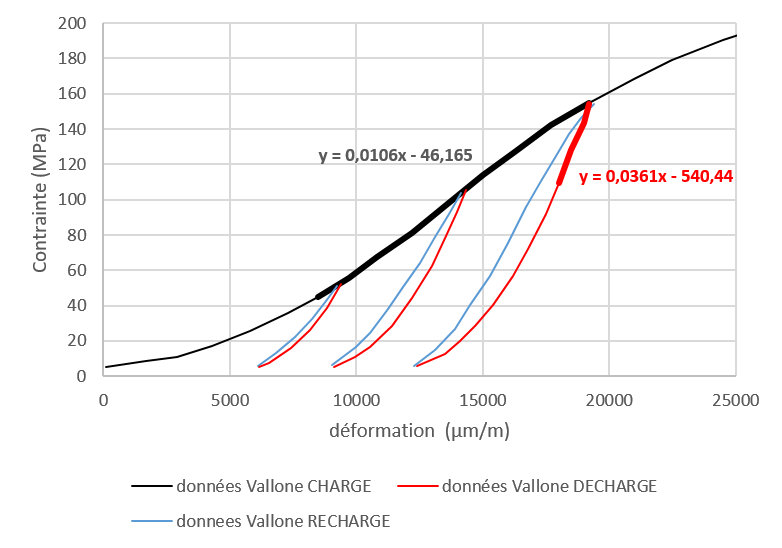 200
180
160
140
120
100
80
60
40
20
0
Contrainte (MPa)
y = 0,0106x - 46,165
y = 0,0361x - 540,44
0 5000 10000 15000 20000 25000
déformation (µm/m)
données Vallone CHARGE données Vallone DECHARGE
donnees Vallone RECHARGE